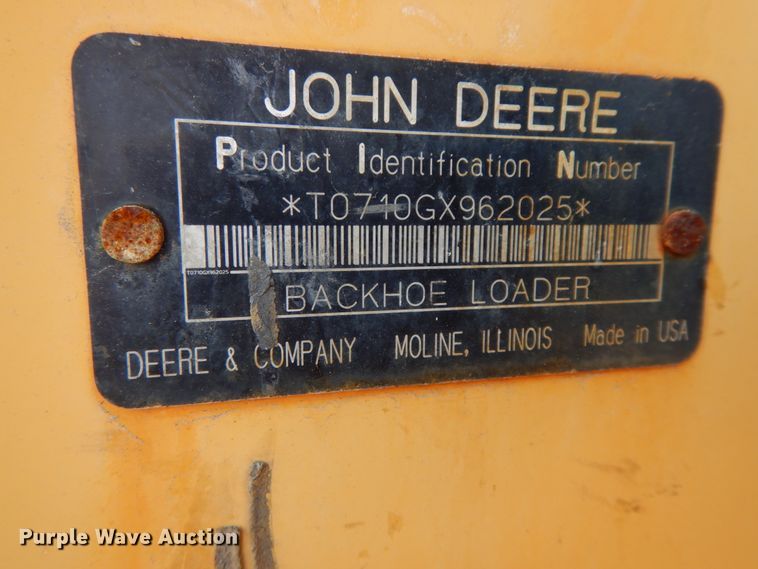 JOHN DEERE
Product Identification Number
*T0710GX962025*
T0710GX962025
BACKHOE LOADER
DEERE & COMPANY MOLINE, ILLINOIS Made in USA
Purple Wave Auction